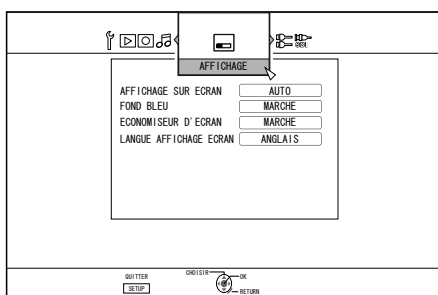 AFFICHAGE
AFFICHAGE SUR ECRAN AUTO
FOND BLEU MARCHE
ECONOMISEUR D'ECRAN MARCHE
LANGUE AFFICHAGE ECRAN ANGLAIS
QUITTER
SETUP
CHOISIR
OK
RETURN